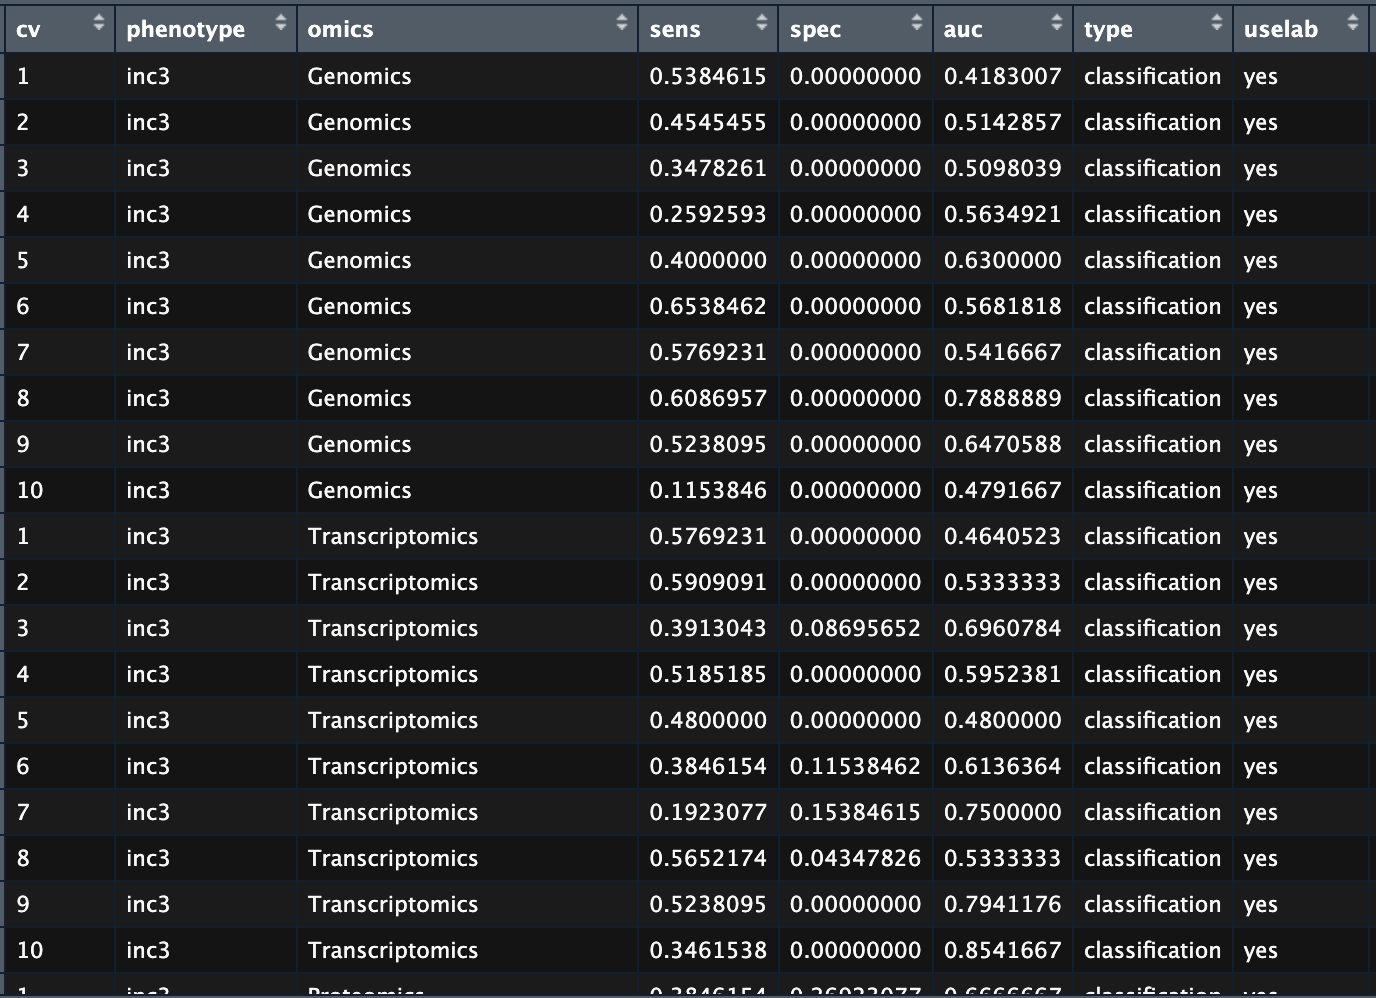 cv phenotype omics sens spec auc type uselab
1 inc3 Genomics 0.5384615 0.00000000 0.4183007 classification yes
2 inc3 Genomics 0.4545455 0.00000000 0.5142857 classification yes
3 inc3 Genomics 0.3478261 0.00000000 0.5098039 classification yes
4 inc3 Genomics 0.2592593 0.00000000 0.5634921 classification yes
5 inc3 Genomics 0.4000000 0.00000000 0.6300000 classification yes
6 inc3 Genomics 0.6538462 0.00000000 0.5681818 classification yes
7 inc3 Genomics 0.5769231 0.00000000 0.5416667 classification yes
8 inc3 Genomics 0.6086957 0.00000000 0.7888889 classification yes
9 inc3 Genomics 0.5238095 0.00000000 0.6470588 classification yes
10 inc3 Genomics 0.1153846 0.00000000 0.4791667 classification yes
1 inc3 Transcriptomics 0.5769231 0.00000000 0.4640523 classification yes
2 inc3 Transcriptomics 0.5909091 0.00000000 0.5333333 classification yes
3 inc3 Transcriptomics 0.3913043 0.08695652 0.6960784 classification yes
4 inc3 Transcriptomics 0.5185185 0.00000000 0.5952381 classification yes
5 inc3 Transcriptomics 0.4800000 0.00000000 0.4800000 classification yes
6 inc3 Transcriptomics 0.3846154 0.11538462 0.6136364 classification yes
7 inc3 Transcriptomics 0.1923077 0.15384615 0.7500000 classification yes
8 inc3 Transcriptomics 0.5652174 0.04347826 0.5333333 classification yes
9 inc3 Transcriptomics 0.5238095 0.00000000 0.7941176 classification yes
10 inc3 Transcriptomics 0.3461538 0.00000000 0.8541667 classification yes
1 inc3 Proteomics 0.3846154 0.26923077 0.6666667 classification yes